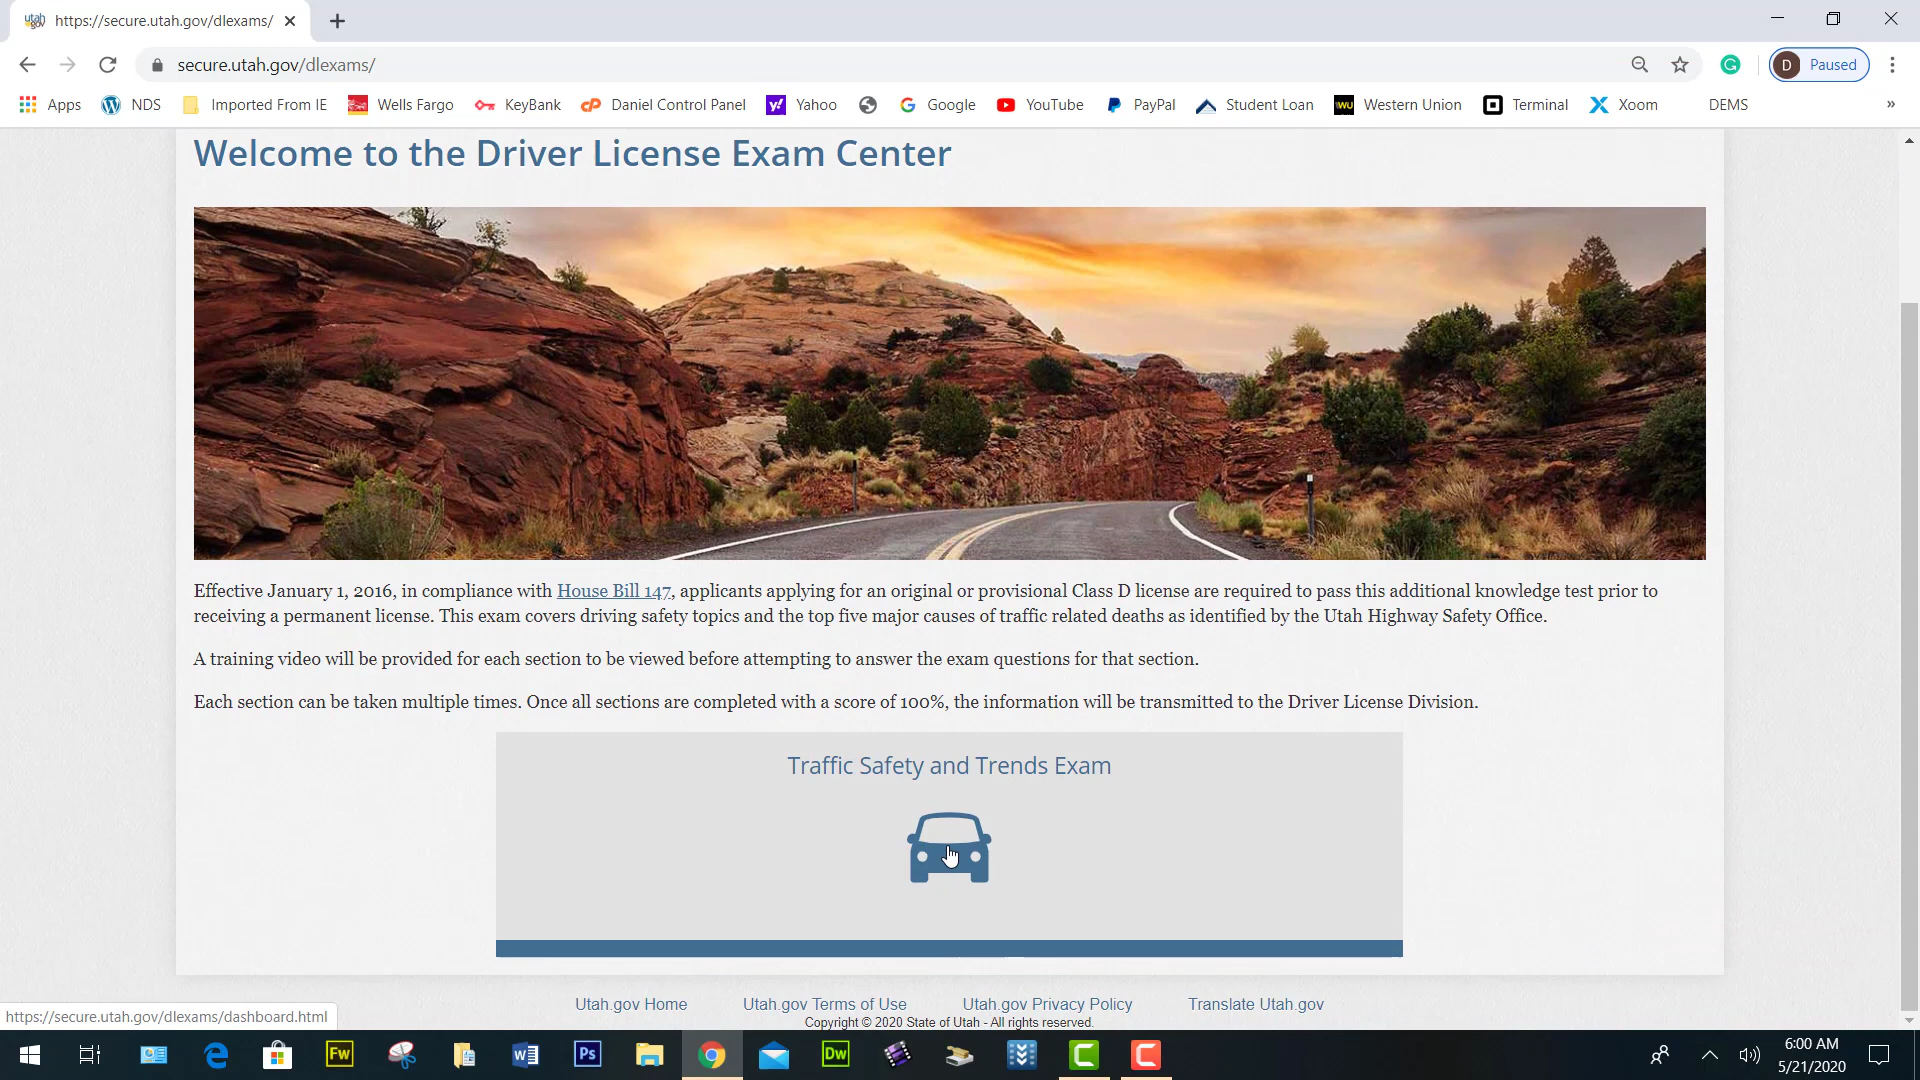 https://secure.utah.gov/dlexams/
secure.utah.gov/dlexams/
D Paused
Apps NDS Imported From IE Wells Fargo KeyBank Daniel Control Panel Yahoo Google YouTube PayPal Student Loan Western Union Terminal Xoom DEMS »
Welcome to the Driver License Exam Center
Effective January 1, 2016, in compliance with House Bill 147, applicants applying for an original or provisional Class D license are required to pass this additional knowledge test prior to
receiving a permanent license. This exam covers driving safety topics and the top five major causes of traffic related deaths as identified by the Utah Highway Safety Office.
A training video will be provided for each section to be viewed before attempting to answer the exam questions for that section.
Each section can be taken multiple times. Once all sections are completed with a score of 100%, the information will be transmitted to the Driver License Division.
Traffic Safety and Trends Exam
Utah.gov Home Utah.gov Terms of Use Utah.gov Privacy Policy Translate Utah.gov
Copyright © 2020 State of Utah - All rights reserved.
https://secure.utah.gov/dlexams/dashboard.html
Fw Ps Dw
6:00 AM
5/21/2020